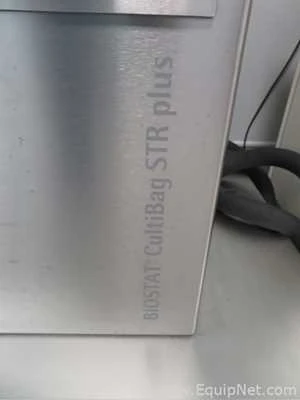 BIOSTAT® CultiBag STR plus
EquipNet.com